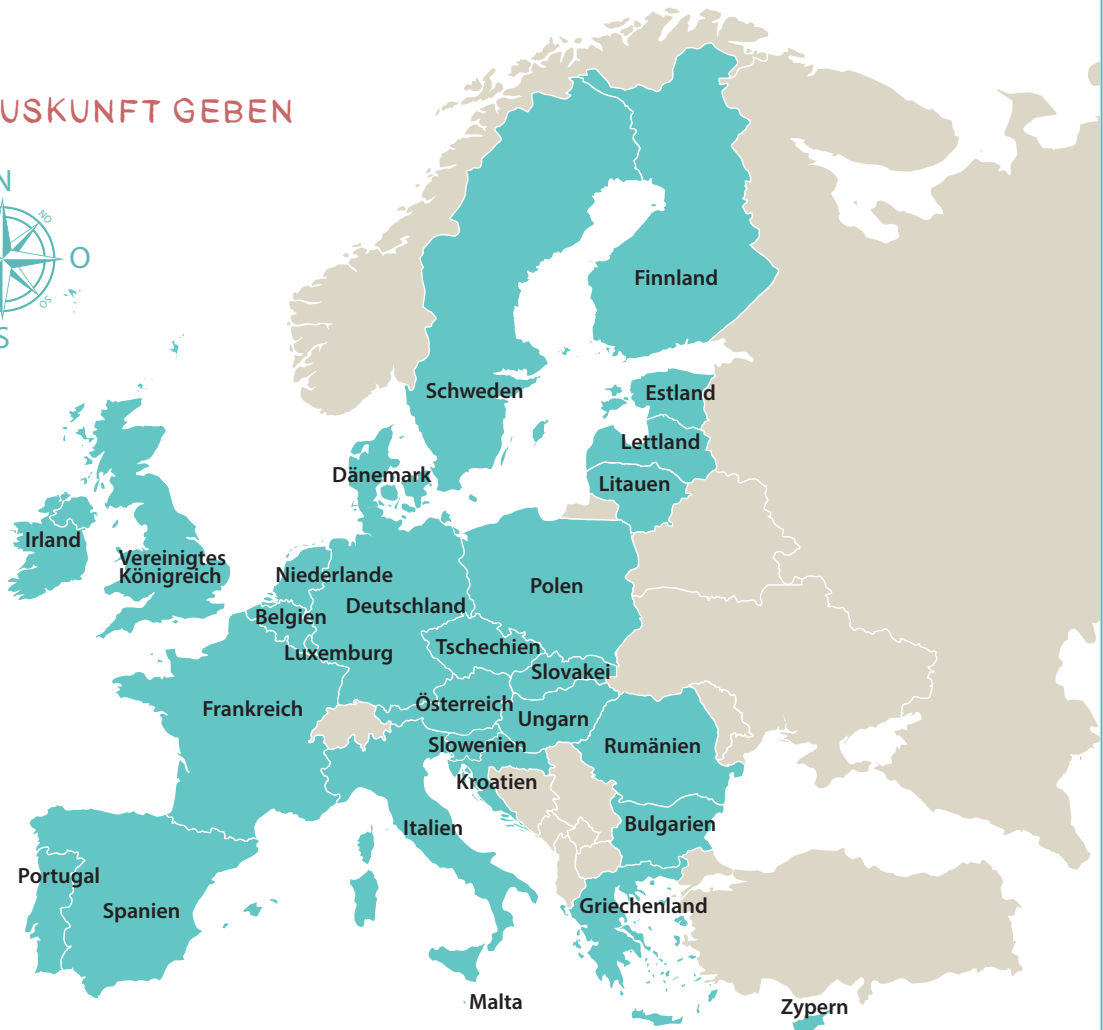 USKUNFT GEBEN
N
NO
O
SO
S
Finnland
Schweden
Estland
Lettland
Dänemark
Litauen
Irland
Vereinigtes
Königreich
Niederlande
Polen
Deutschland
Belgien
Tschechien
Luxemburg
Slovakei
Österreich
Frankreich
Ungarn
Slowenien
Rumänien
Kroatien
Italien
Bulgarien
Portugal
Spanien
Griechenland
Malta
Zypern